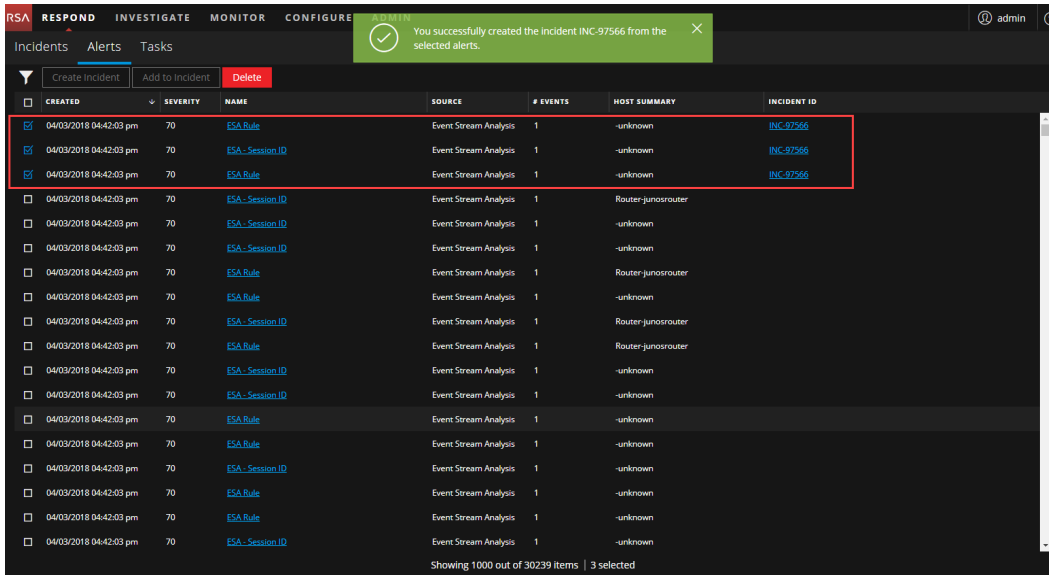 RSA RESPOND INVESTIGATE MONITOR CONFIGURE ADMIN admin
You successfully created the incident INC-97566 from the
selected alerts.
Incidents Alerts Tasks
Create Incident Add to Incident Delete
CREATED SEVERITY NAME SOURCE # EVENTS HOST SUMMARY INCIDENT ID
04/03/2018 04:42:03 pm 70 ESA Rule Event Stream Analysis 1 -unknown INC-97566
04/03/2018 04:42:03 pm 70 ESA - Session ID Event Stream Analysis 1 -unknown INC-97566
04/03/2018 04:42:03 pm 70 ESA Rule Event Stream Analysis 1 -unknown INC-97566
04/03/2018 04:42:03 pm 70 ESA - Session ID Event Stream Analysis 1 Router-junosrouter
04/03/2018 04:42:03 pm 70 ESA - Session ID Event Stream Analysis 1 -unknown
04/03/2018 04:42:03 pm 70 ESA - Session ID Event Stream Analysis 1 -unknown
04/03/2018 04:42:03 pm 70 ESA Rule Event Stream Analysis 1 Router-junosrouter
04/03/2018 04:42:03 pm 70 ESA Rule Event Stream Analysis 1 -unknown
04/03/2018 04:42:03 pm 70 ESA - Session ID Event Stream Analysis 1 Router-junosrouter
04/03/2018 04:42:03 pm 70 ESA Rule Event Stream Analysis 1 Router-junosrouter
04/03/2018 04:42:03 pm 70 ESA - Session ID Event Stream Analysis 1 -unknown
04/03/2018 04:42:03 pm 70 ESA - Session ID Event Stream Analysis 1 -unknown
04/03/2018 04:42:03 pm 70 ESA Rule Event Stream Analysis 1 -unknown
04/03/2018 04:42:03 pm 70 ESA Rule Event Stream Analysis 1 -unknown
04/03/2018 04:42:03 pm 70 ESA - Session ID Event Stream Analysis 1 -unknown
04/03/2018 04:42:03 pm 70 ESA Rule Event Stream Analysis 1 -unknown
04/03/2018 04:42:03 pm 70 ESA Rule Event Stream Analysis 1 -unknown
04/03/2018 04:42:03 pm 70 ESA - Session ID Event Stream Analysis 1 -unknown
Showing 1000 out of 30239 items | 3 selected